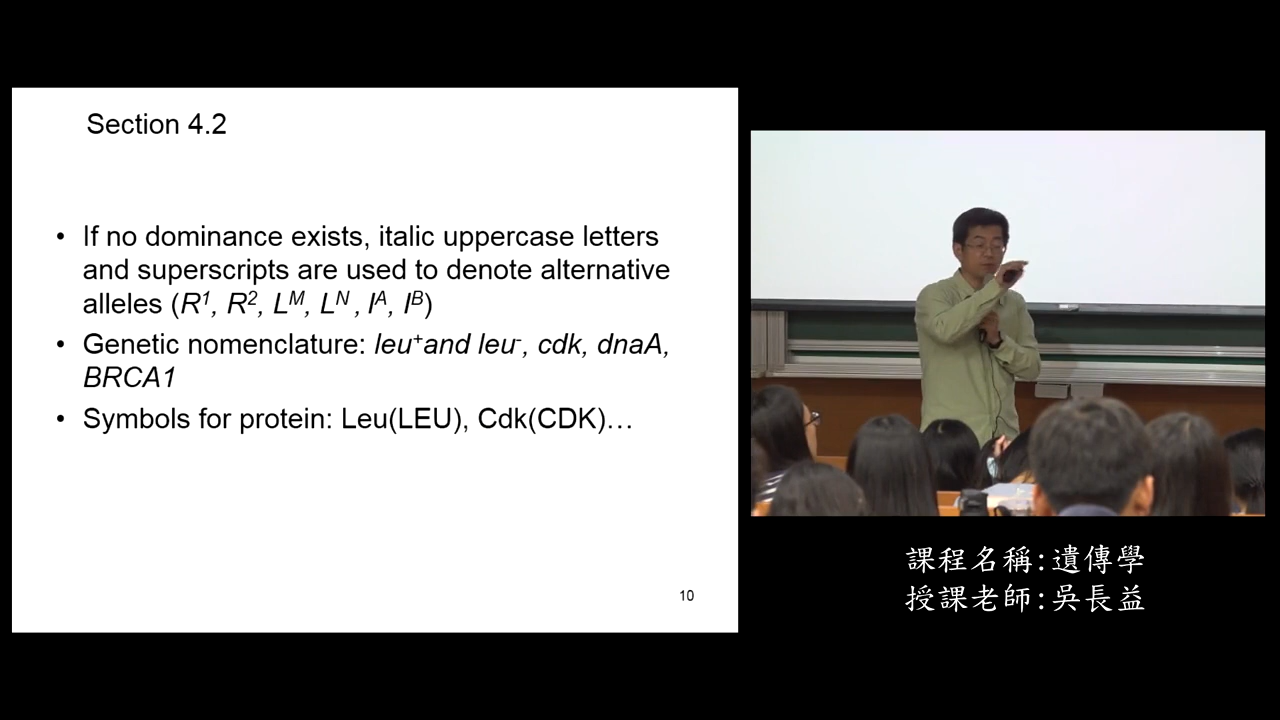 Section 4.2
• If no dominance exists, italic uppercase letters
and superscripts are used to denote alternative
alleles (R¹, R², Lᴹ, Lᴺ , Iᴬ, Iᴮ)
• Genetic nomenclature: leu⁺and leu⁻, cdk, dnaA,
BRCA1
• Symbols for protein: Leu(LEU), Cdk(CDK)…
10
課程名稱:遺傳學
授課老師:吳長益